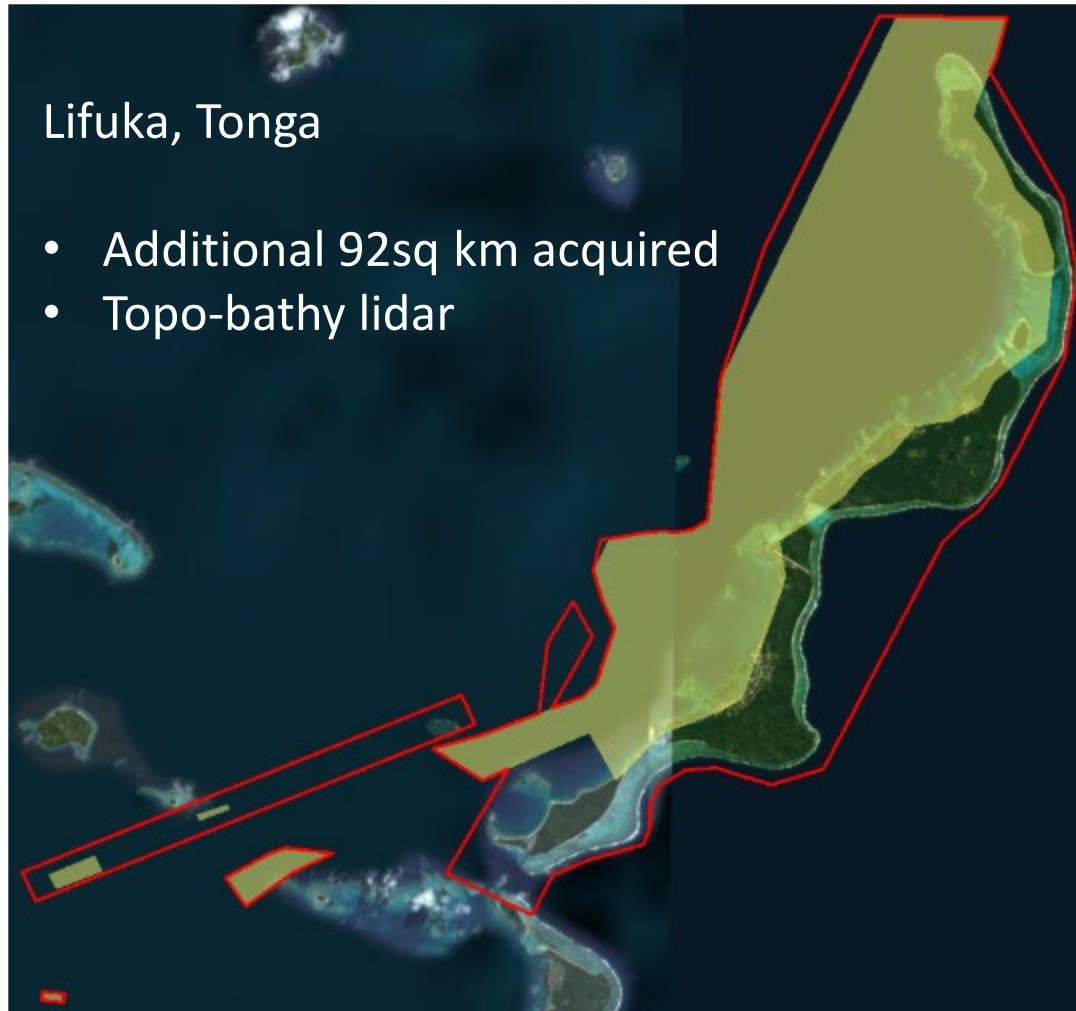 Lifuka, Tonga
• Additional 92sq km acquired
• Topo-bathy lidar